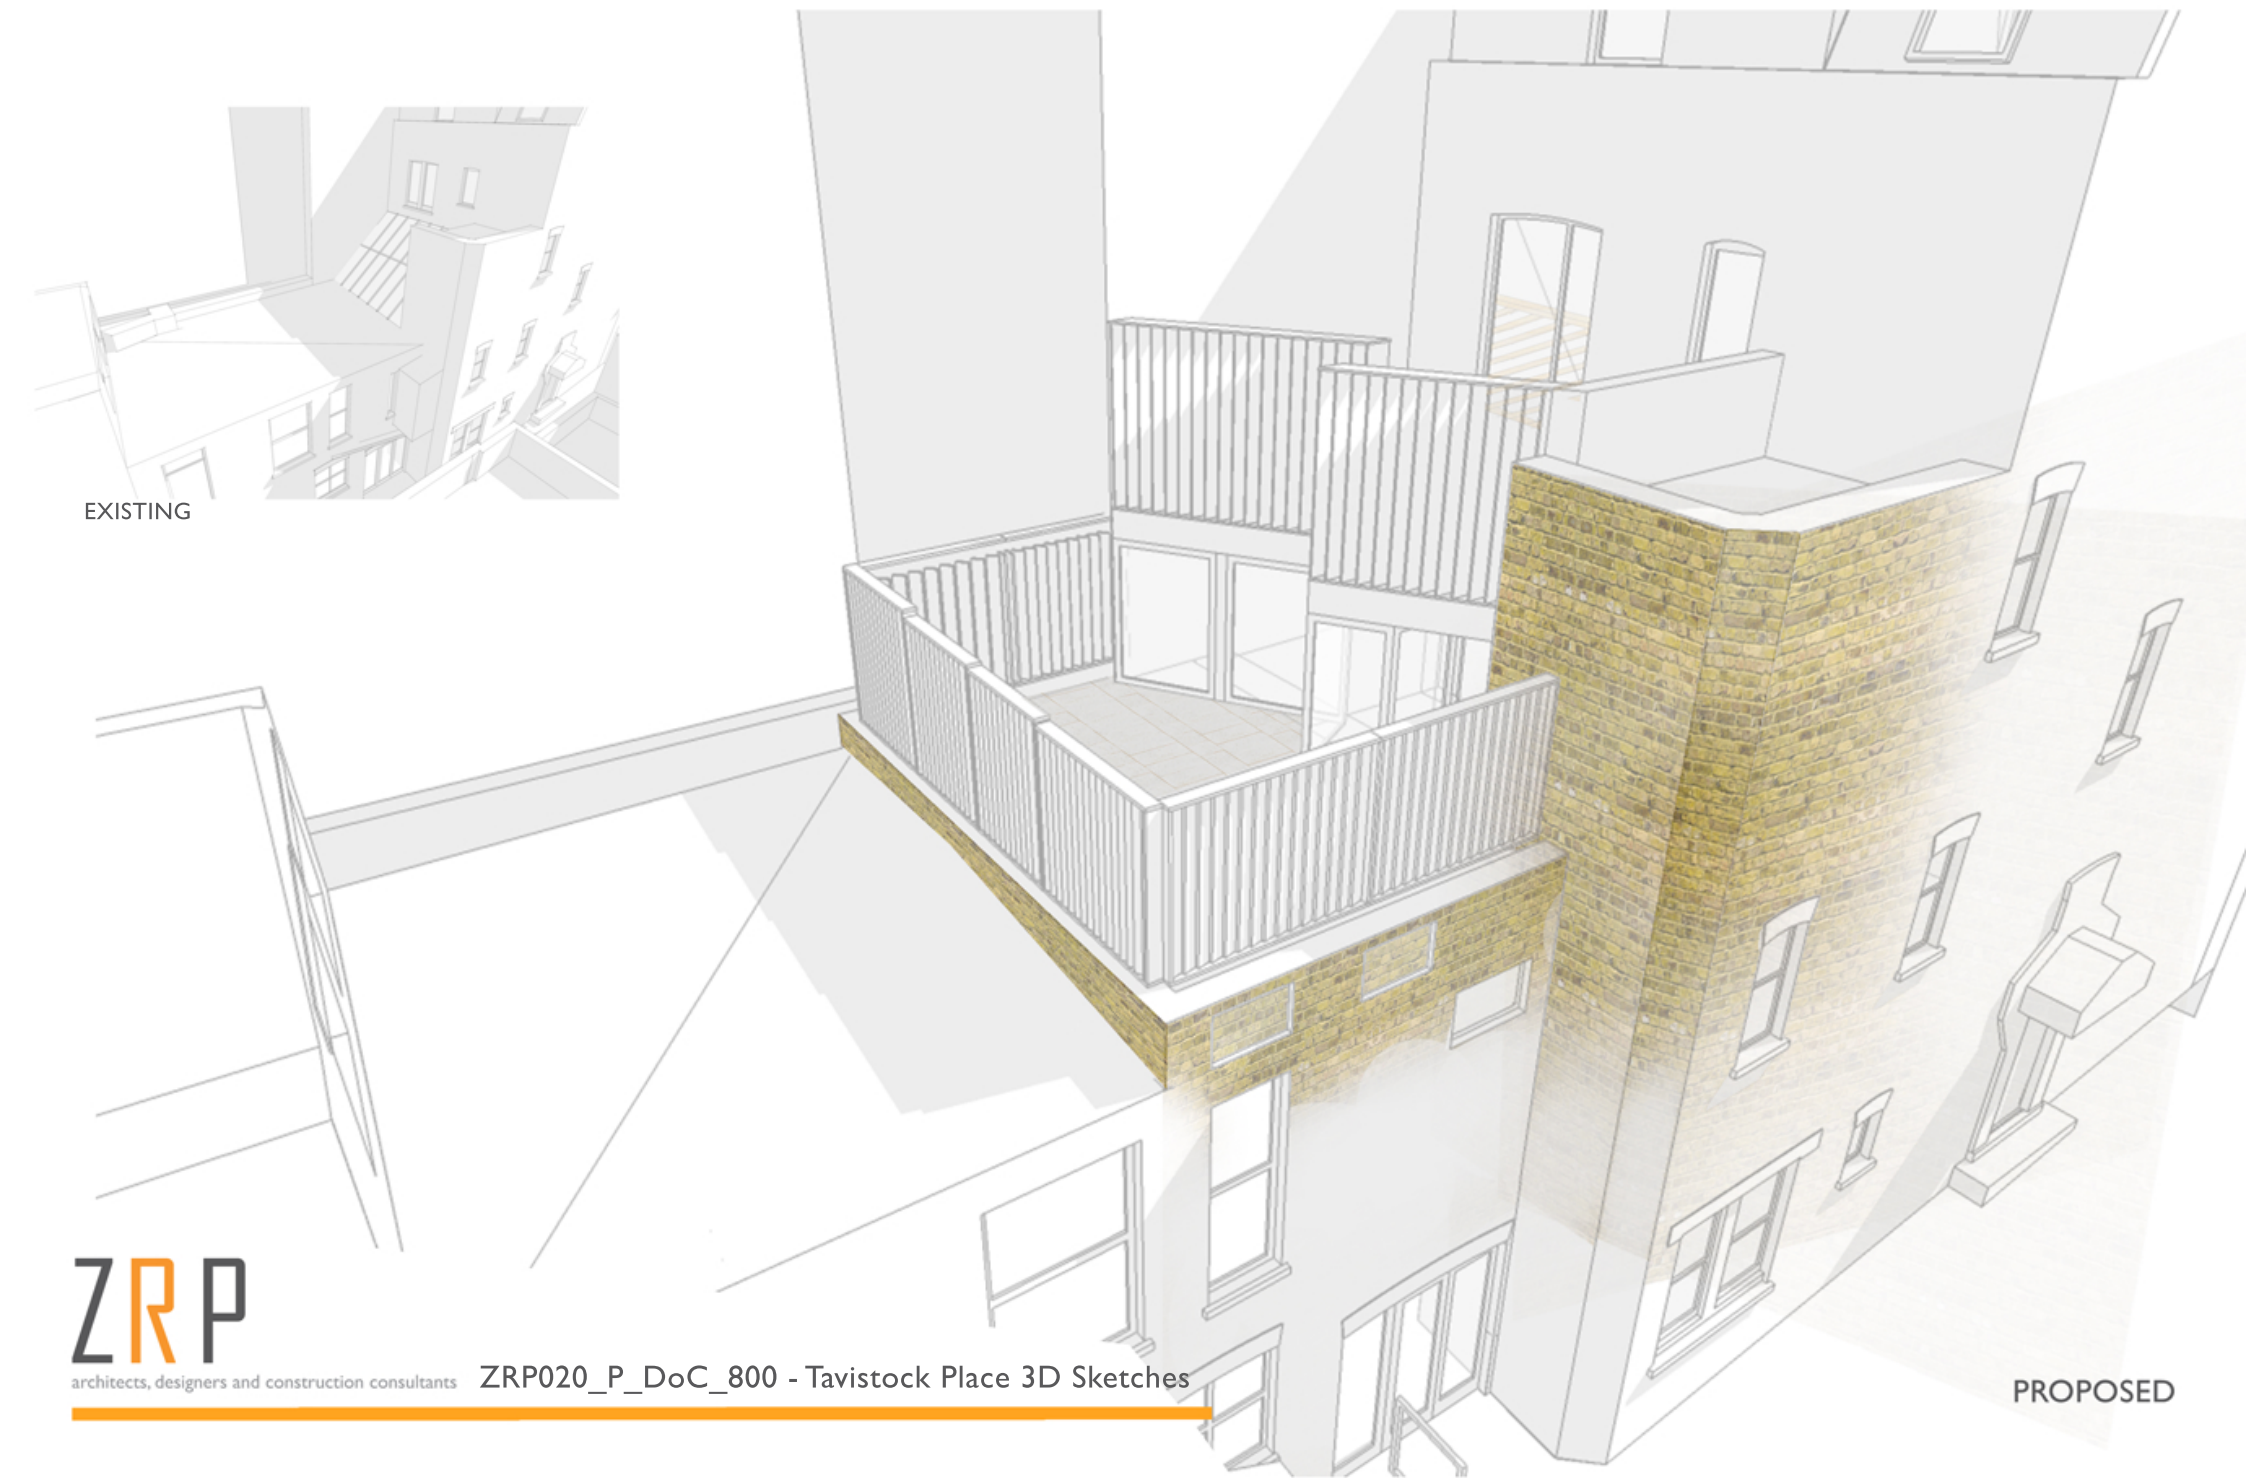 EXISTING
ZRP
architects, designers and construction consultants
ZRP020_P_DoC_800 - Tavistock Place 3D Sketches
PROPOSED